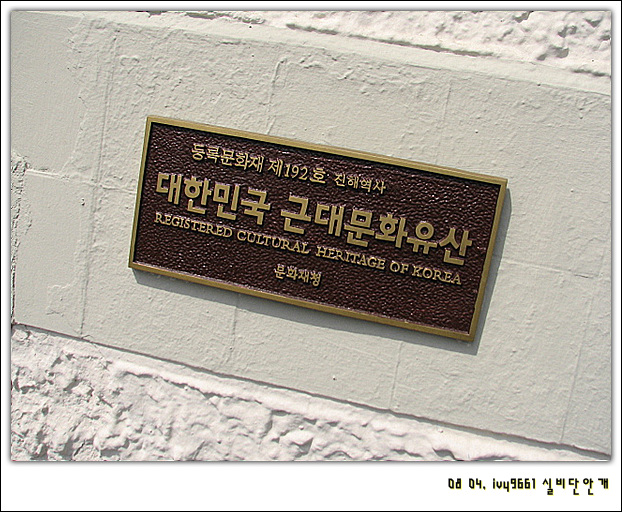 등록문화재 제192호 진해역사
대한민국 근대문화유산
REGISTERED CULTURAL HERITAGE OF KOREA
문화재청
08 04. ivy9661 실비단안개